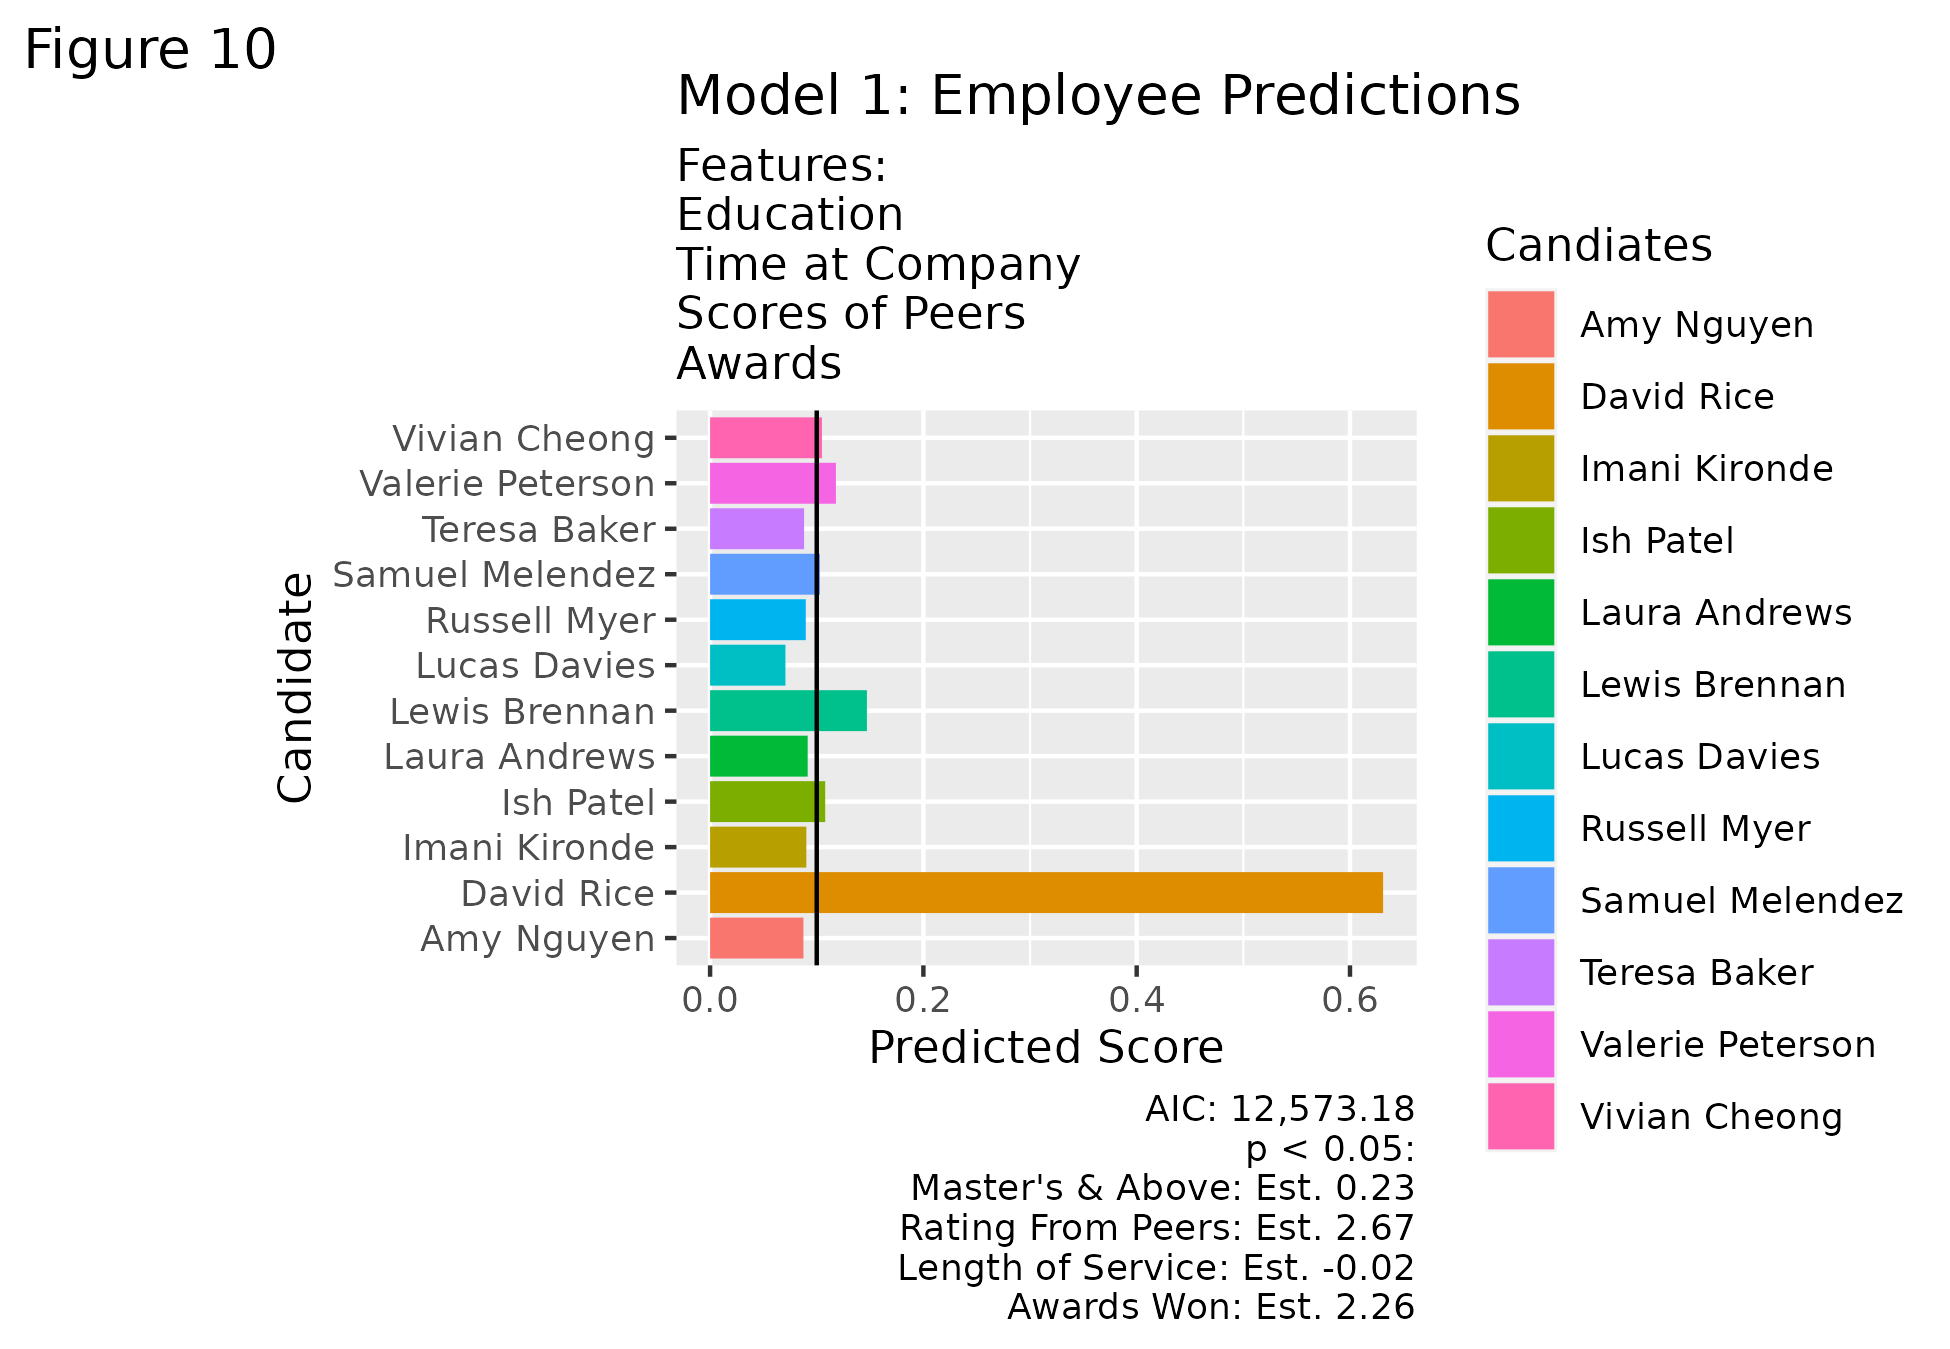 Figure 10
Model 1: Employee Predictions
Features:
Education
Time at Company
Scores of Peers
Awards
Candidate
Vivian Cheong
Valerie Peterson
Teresa Baker
Samuel Melendez
Russell Myer
Lucas Davies
Lewis Brennan
Laura Andrews
Ish Patel
Imani Kironde
David Rice
Amy Nguyen
0.0 0.2 0.4 0.6
Predicted Score
AIC: 12,573.18
p < 0.05:
Master's & Above: Est. 0.23
Rating From Peers: Est. 2.67
Length of Service: Est. -0.02
Awards Won: Est. 2.26
Candiates
Amy Nguyen
David Rice
Imani Kironde
Ish Patel
Laura Andrews
Lewis Brennan
Lucas Davies
Russell Myer
Samuel Melendez
Teresa Baker
Valerie Peterson
Vivian Cheong